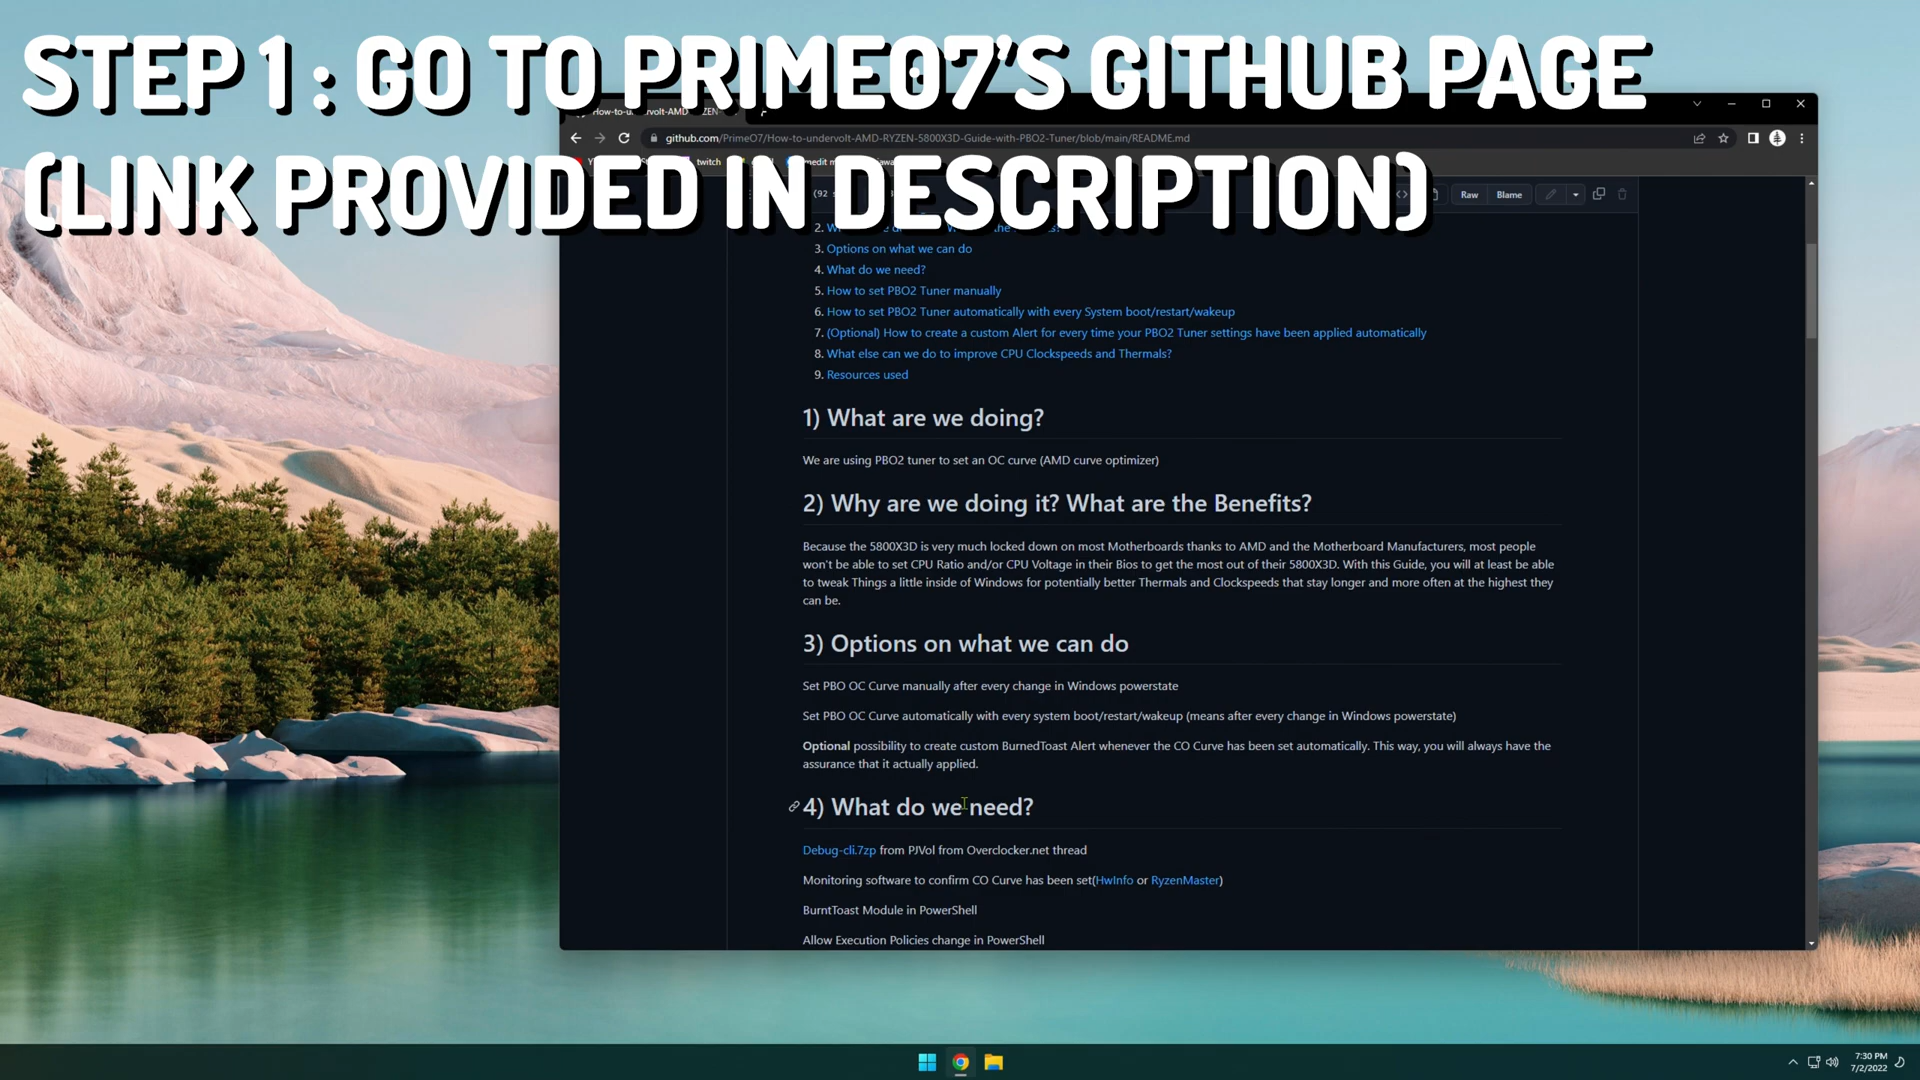 STEP 1 : GO TO PRIME07'S GITHUB PAGE
(LINK PROVIDED IN DESCRIPTION)
github.com/PrimeO7/How-to-undervolt-AMD-RYZEN-5800X3D-Guide-with-PBO2-Tuner/blob/main/README.md
twitch
Raw Blame
2.
3. Options on what we can do
4. What do we need?
5. How to set PBO2 Tuner manually
6. How to set PBO2 Tuner automatically with every System boot/restart/wakeup
7. (Optional) How to create a custom Alert for every time your PBO2 Tuner settings have been applied automatically
8. What else can we do to improve CPU Clockspeeds and Thermals?
9. Resources used
1) What are we doing?
We are using PBO2 tuner to set an OC curve (AMD curve optimizer)
2) Why are we doing it? What are the Benefits?
Because the 5800X3D is very much locked down on most Motherboards thanks to AMD and the Motherboard Manufacturers, most people
won't be able to set CPU Ratio and/or CPU Voltage in their Bios to get the most out of their 5800X3D. With this Guide, you will at least be able
to tweak Things a little inside of Windows for potentially better Thermals and Clockspeeds that stay longer and more often at the highest they
can be.
3) Options on what we can do
Set PBO OC Curve manually after every change in Windows powerstate
Set PBO OC Curve automatically with every system boot/restart/wakeup (means after every change in Windows powerstate)
Optional possibility to create custom BurnedToast Alert whenever the CO Curve has been set automatically. This way, you will always have the
assurance that it actually applied.
4) What do we need?
Debug-cli.7zp from PJVol from Overclocker.net thread
Monitoring software to confirm CO Curve has been set(HwInfo or RyzenMaster)
BurntToast Module in PowerShell
Allow Execution Policies change in PowerShell
7:30 PM
7/2/2022